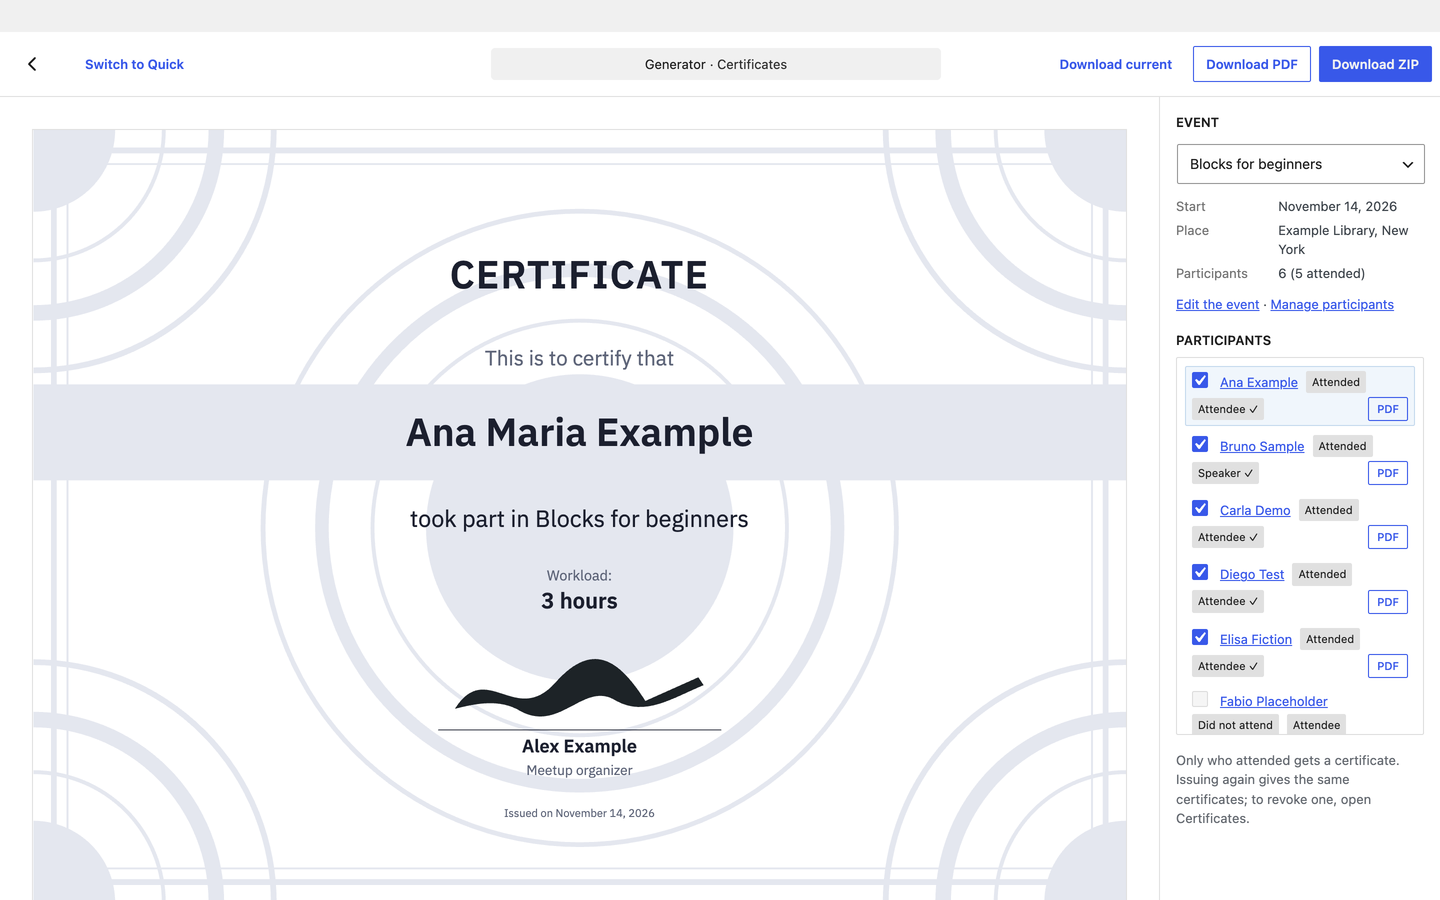 Switch to Quick
Generator · Certificates
Download current
Download PDF
Download ZIP
CERTIFICATE
This is to certify that
Ana Maria Example
took part in Blocks for beginners
Workload:
3 hours
Alex Example
Meetup organizer
Issued on November 14, 2026
EVENT
Blocks for beginners
Start November 14, 2026
Place Example Library, New
York
Participants 6 (5 attended)
Edit the event · Manage participants
PARTICIPANTS
Ana Example Attended
Attendee ✓ PDF
Bruno Sample Attended
Speaker ✓ PDF
Carla Demo Attended
Attendee ✓ PDF
Diego Test Attended
Attendee ✓ PDF
Elisa Fiction Attended
Attendee ✓ PDF
Fabio Placeholder
Did not attend Attendee
Only who attended gets a certificate.
Issuing again gives the same
certificates; to revoke one, open
Certificates.